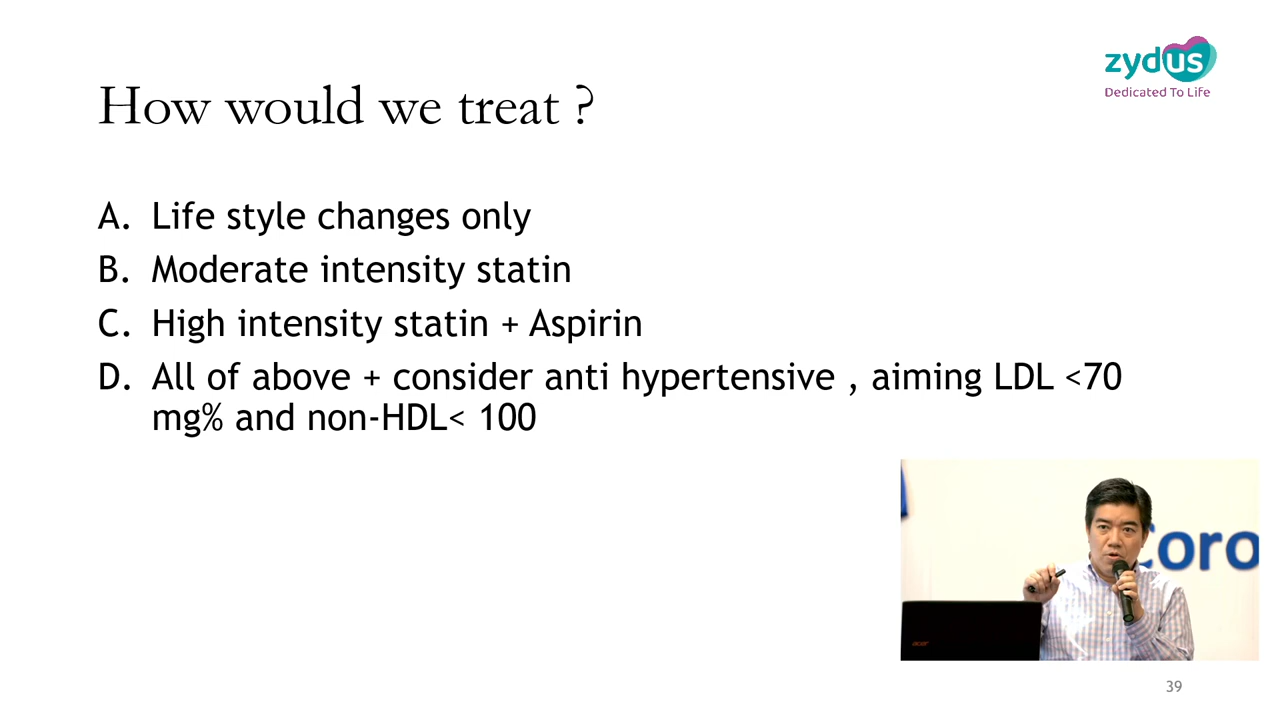 zydus
Dedicated To Life
How would we treat ?
A. Life style changes only
B. Moderate intensity statin
C. High intensity statin + Aspirin
D. All of above + consider anti hypertensive , aiming LDL <70
mg% and non-HDL< 100
Coro
acer
39